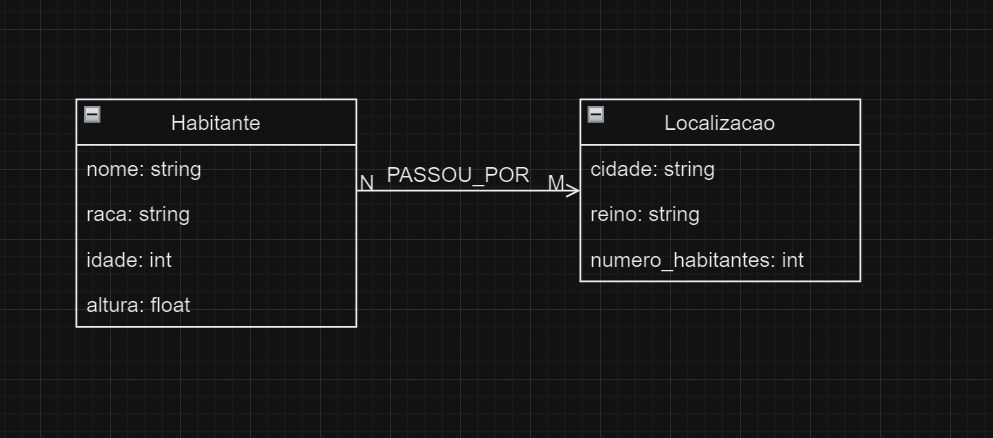 Habitante
nome: string
raca: string
idade: int
altura: float
N PASSOU_POR M
Localizacao
cidade: string
reino: string
numero_habitantes: int